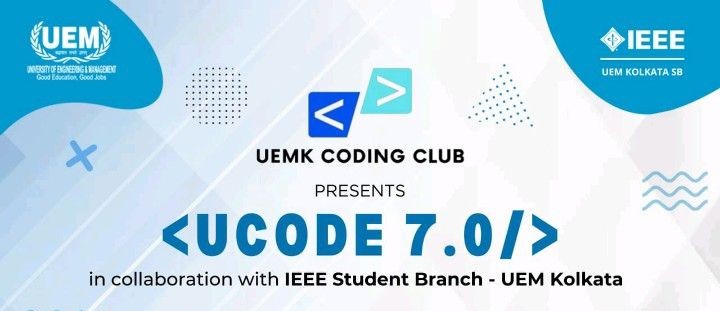 UEM
UNIVERSITY OF ENGINEERING & MANAGEMENT
Good Education, Good Jobs
IEEE
UEM KOLKATA SB
< >
UEMK CODING CLUB
PRESENTS
<UCODE 7.0/>
in collaboration with IEEE Student Branch - UEM Kolkata